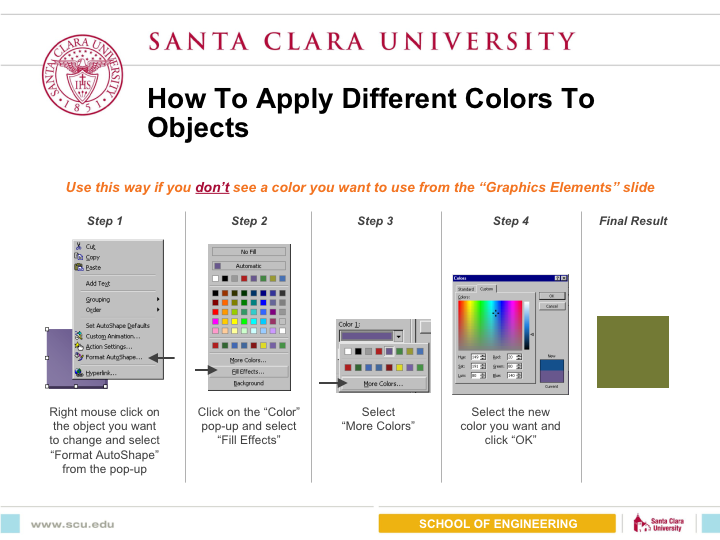 SANTA CLARA UNIVERSITY
SANTA CLARA UNIVERSITY
IHS
1851
How To Apply Different Colors To
Objects
Use this way if you don’t see a color you want to use from the “Graphics Elements” slide
Step 1
Cut
Copy
Paste
Add Text
Grouping
Order
Set AutoShape Defaults
Custom Animation...
Action Settings...
Format AutoShape...
Hyperlink...
Right mouse click on
the object you want
to change and select
“Format AutoShape”
from the pop-up
Step 2
No Fill
Automatic
More Colors...
Fill Effects...
Background
Click on the “Color”
pop-up and select
“Fill Effects”
Step 3
Color 1:
More Colors...
Select
“More Colors”
Step 4
Colors
Standard
Custom
Colors:
OK
Cancel
Hue:
Sat:
Lum:
Red:
Green:
Blue:
New
Current
Select the new
color you want and
click “OK”
Final Result
www.scu.edu
SCHOOL OF ENGINEERING
Santa Clara
University